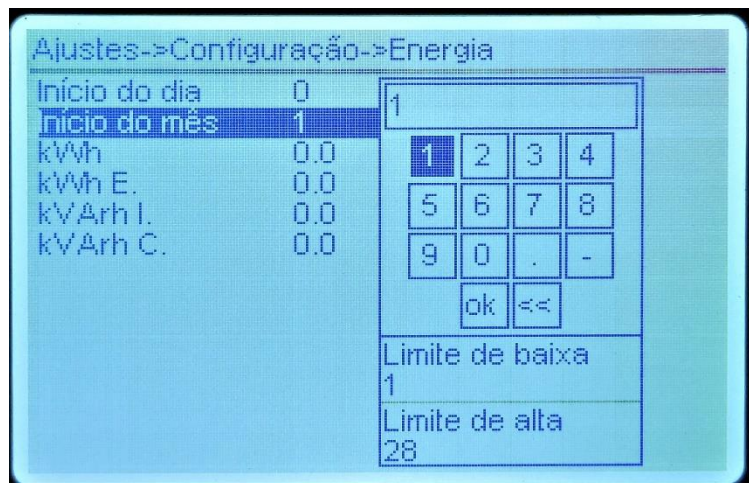 Ajustes->Configuração->Energia
Início do dia 0
Início do mês 1
kWh 0.0
kWh E. 0.0
kVArh I. 0.0
kVArh C. 0.0
1
1 2 3 4
5 6 7 8
9 0 . -
ok <<
Limite de baixa
1
Limite de alta
28